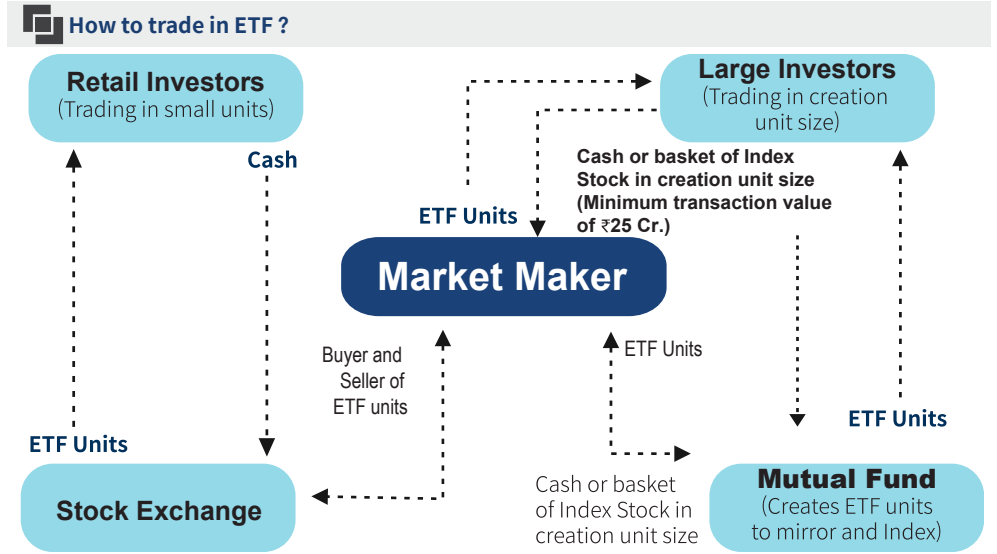 How to trade in ETF ?
Retail Investors
(Trading in small units)
Large Investors
(Trading in creation
unit size)
Cash
Cash or basket of Index
Stock in creation unit size
(Minimum transaction value
of ₹25 Cr.)
ETF Units
Market Maker
Buyer and
Seller of
ETF units
ETF Units
ETF Units
ETF Units
Stock Exchange
Cash or basket
of Index Stock in
creation unit size
Mutual Fund
(Creates ETF units
to mirror and Index)